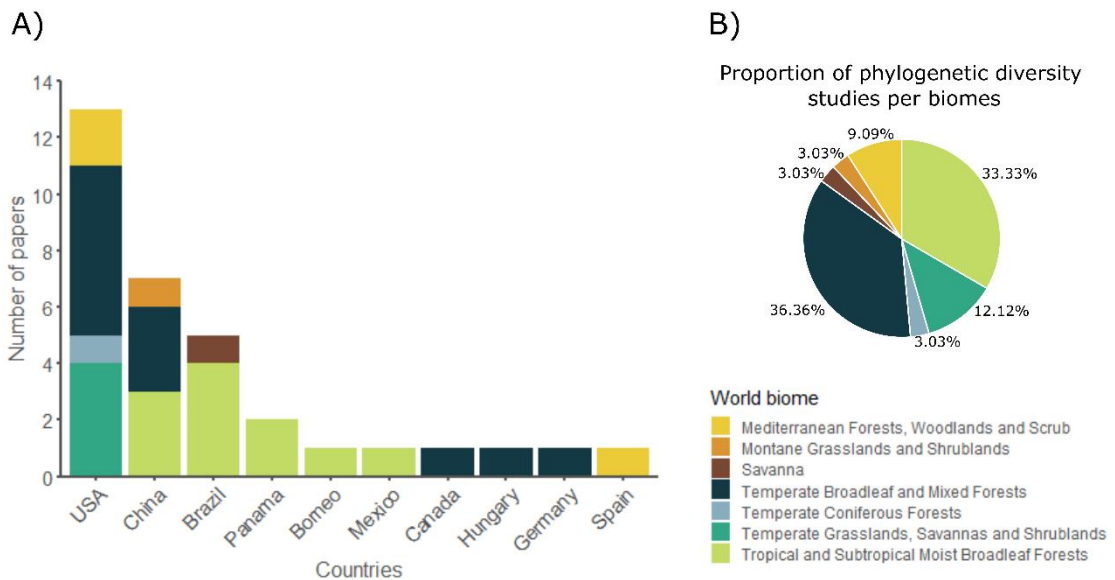 A)
Number of papers
14
12
10
8
6
4
2
0
USA
China
Brazil
Panama
Borneo
Mexico
Canada
Hungary
Germany
Spain
Countries
B)
Proportion of phylogenetic diversity
studies per biomes
9.09%
3.03%
3.03%
33.33%
36.36%
12.12%
3.03%
World biome
Mediterranean Forests, Woodlands and Scrub
Montane Grasslands and Shrublands
Savanna
Temperate Broadleaf and Mixed Forests
Temperate Coniferous Forests
Temperate Grasslands, Savannas and Shrublands
Tropical and Subtropical Moist Broadleaf Forests